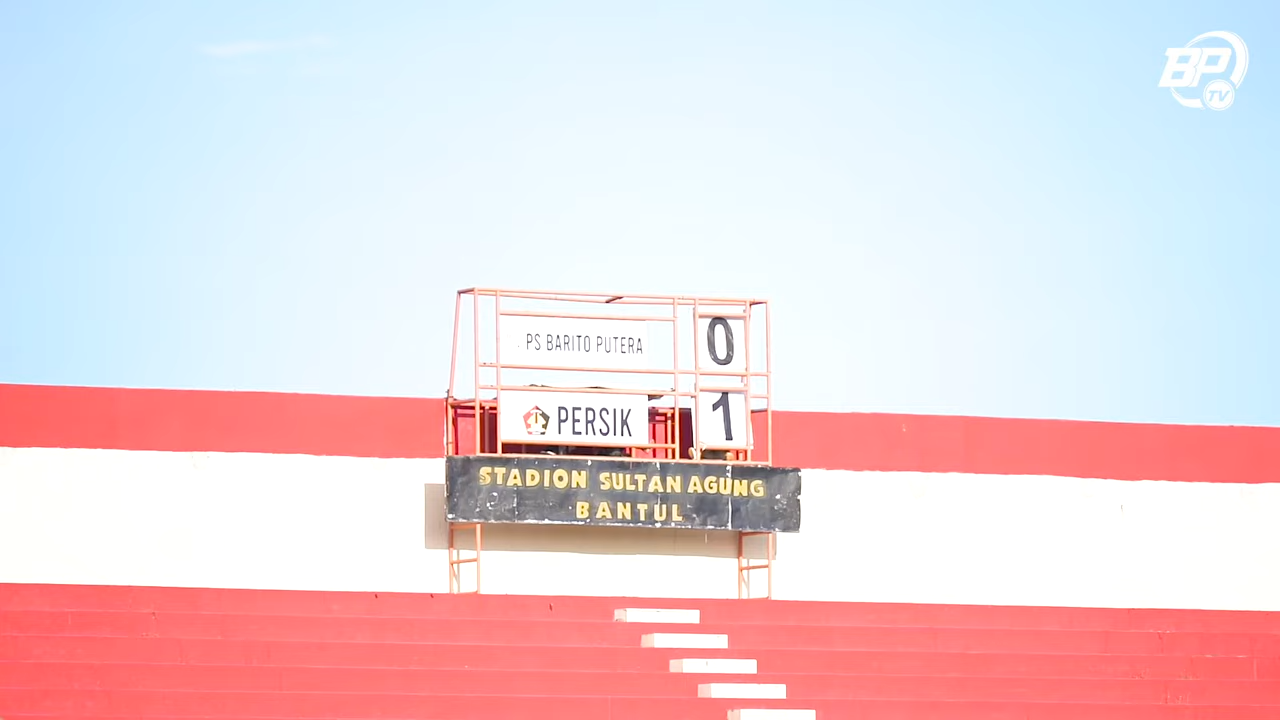 BP
TV
PS BARITO PUTERA 0
PERSIK 1
STADION SULTAN AGUNG
BANTUL